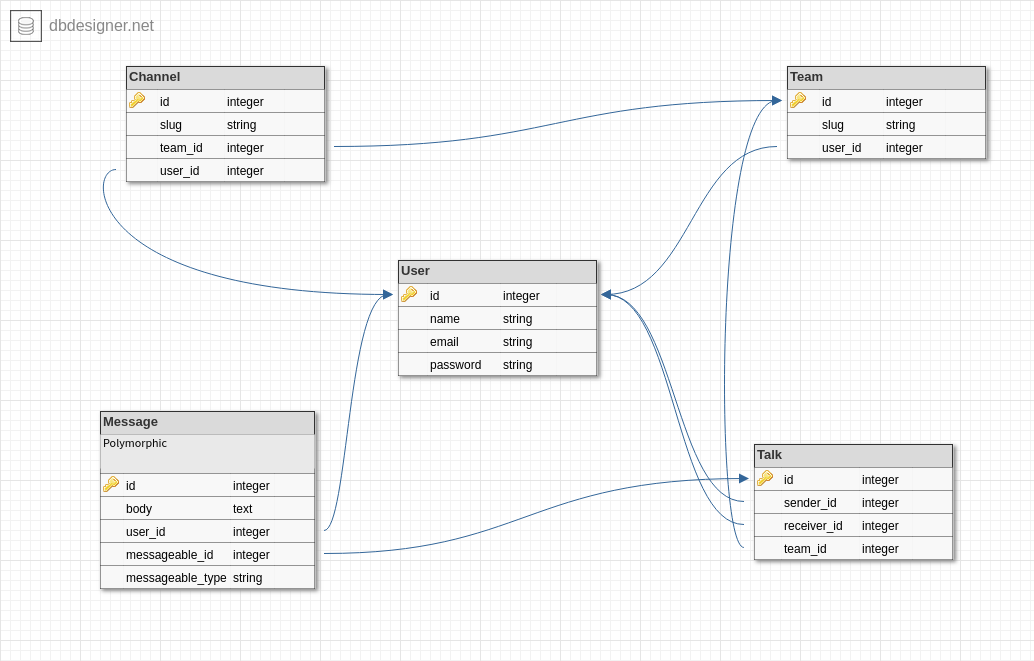 dbdesigner.net
Channel
id integer
slug string
team_id integer
user_id integer
Team
id integer
slug string
user_id integer
User
id integer
name string
email string
password string
Message
Polymorphic
id integer
body text
user_id integer
messageable_id integer
messageable_type string
Talk
id integer
sender_id integer
receiver_id integer
team_id integer